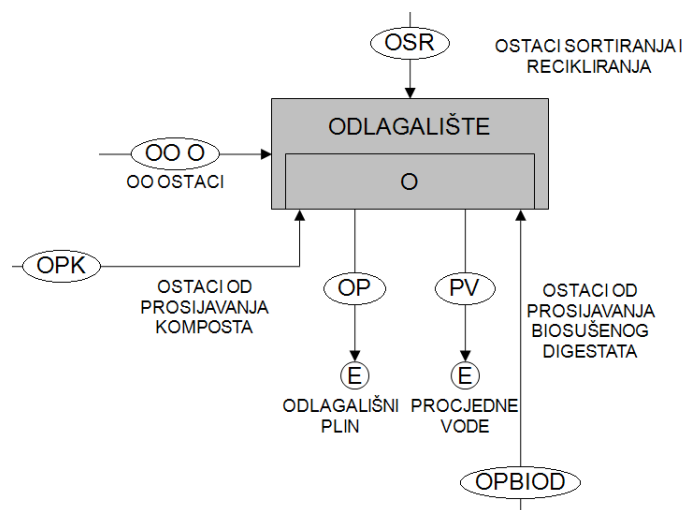 OSR
OSTACI SORTIRANJA I
RECIKLIRANJA
ODLAGALIŠTE
OO O
OO OSTACI
O
OPK
OSTACI OD
PROSIJAVANJA
KOMPOSTA
OP
PV
OSTACI OD
PROSIJAVANJA
BIOSUŠENOG
DIGESTATA
E
E
ODLAGALIŠNI
PLIN
PROCJEDNE
VODE
OPBIOD